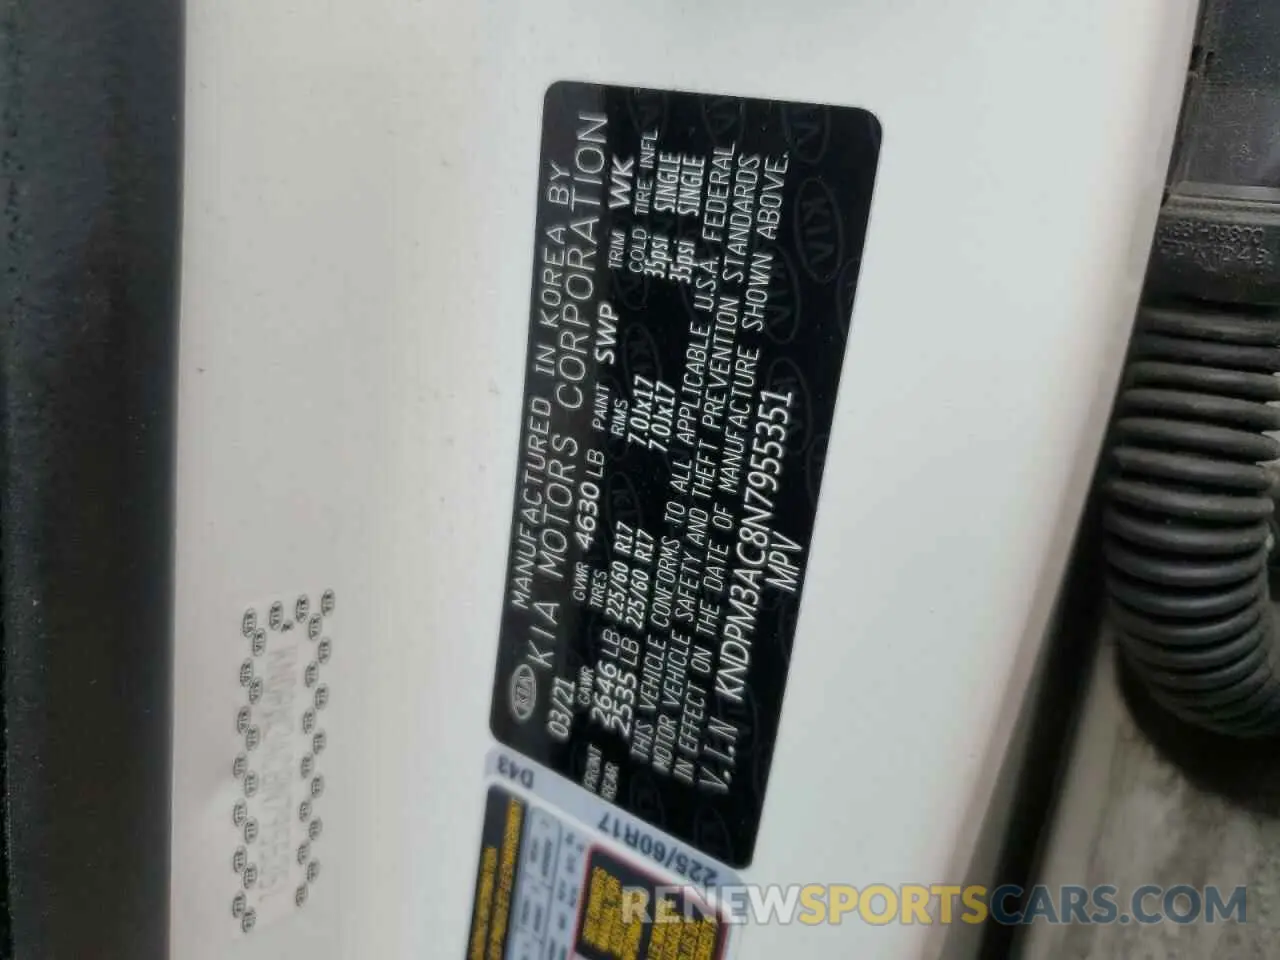 MANUFACTURED IN KOREA BY
KIA KIA MOTORS CORPORATION
03/21 GVWR 4630 LB PAINT SWP TRIM WK
GAWR TIRES RIMS COLD TIRE INFL
FRONT 2646 LB 225/60 R17 7.0Jx17 35psi SINGLE
REAR 2535 LB 225/60 R17 7.0Jx17 35psi SINGLE
THIS VEHICLE CONFORMS TO ALL APPLICABLE U.S.A. FEDERAL
MOTOR VEHICLE SAFETY AND THEFT PREVENTION STANDARDS
IN EFFECT ON THE DATE OF MANUFACTURE SHOWN ABOVE.
V.I.N KNDPM3AC8N7955351
MPV
D43
225/60R17
RENEWSPORTSCARS.COM